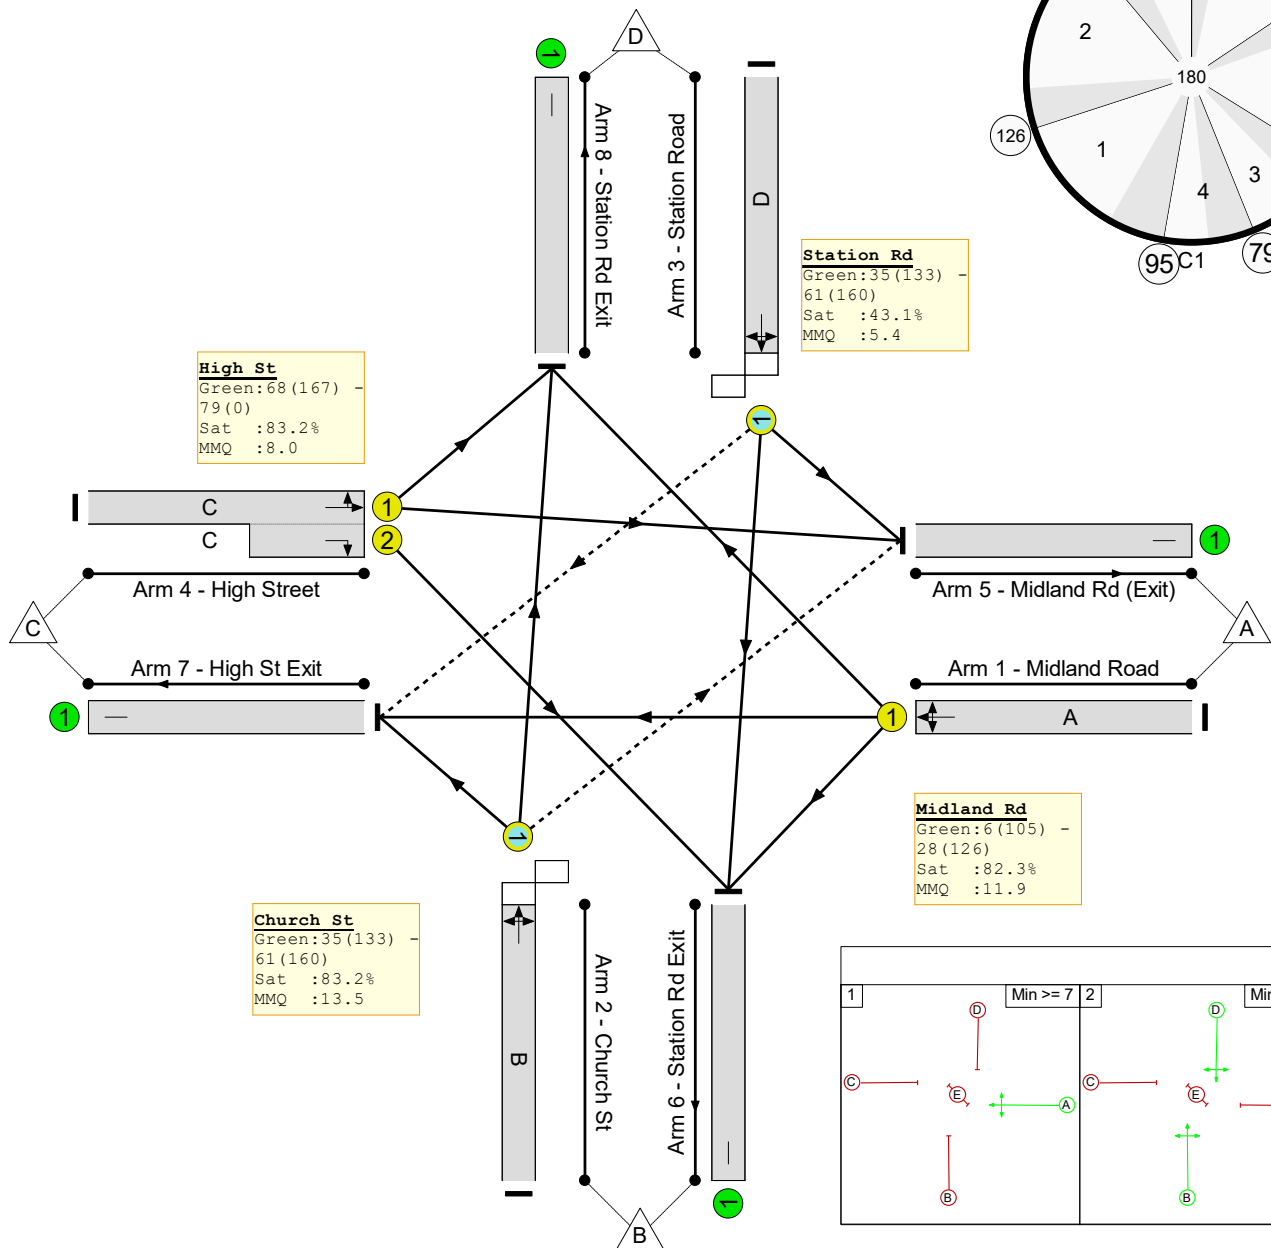 D
2
180
126
1
4
3
95
C1
79
1
Arm 8 - Station Rd Exit
Arm 3 - Station Road
D
Station Rd
Green:35(133) -
61(160)
Sat :43.1%
MMQ :5.4
High St
Green:68(167) -
79(0)
Sat :83.2%
MMQ :8.0
1
C
1
C
2
1
Arm 4 - High Street
Arm 5 - Midland Rd (Exit)
C
A
Arm 7 - High St Exit
Arm 1 - Midland Road
1
1
A
Midland Rd
Green:6(105) -
28(126)
Sat :82.3%
MMQ :11.9
1
Church St
Green:35(133) -
61(160)
Sat :83.2%
MMQ :13.5
B
Arm 2 - Church St
Arm 6 - Station Rd Exit
1
B
1
Min >= 7
D
C
E
A
B
2
D
C
E
B